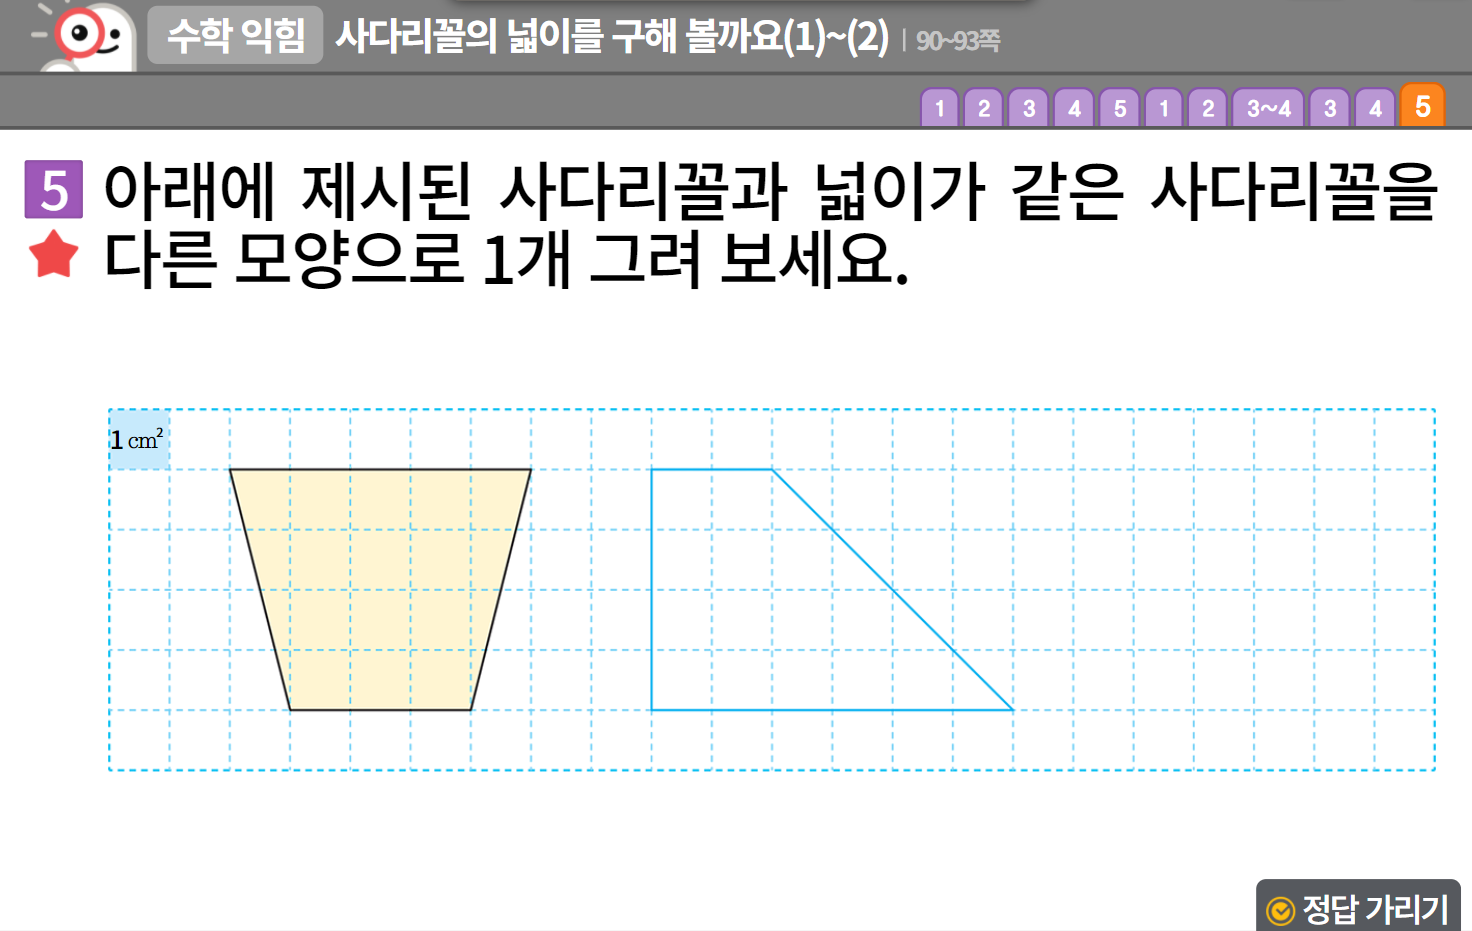 수학 익힘 사다리꼴의 넓이를 구해 볼까요(1)~(2) | 90~93쪽
1 2 3 4 5 1 2 3~4 3 4 5
5 아래에 제시된 사다리꼴과 넓이가 같은 사다리꼴을
다른 모양으로 1개 그려 보세요.
1 cm²
정답 가리기